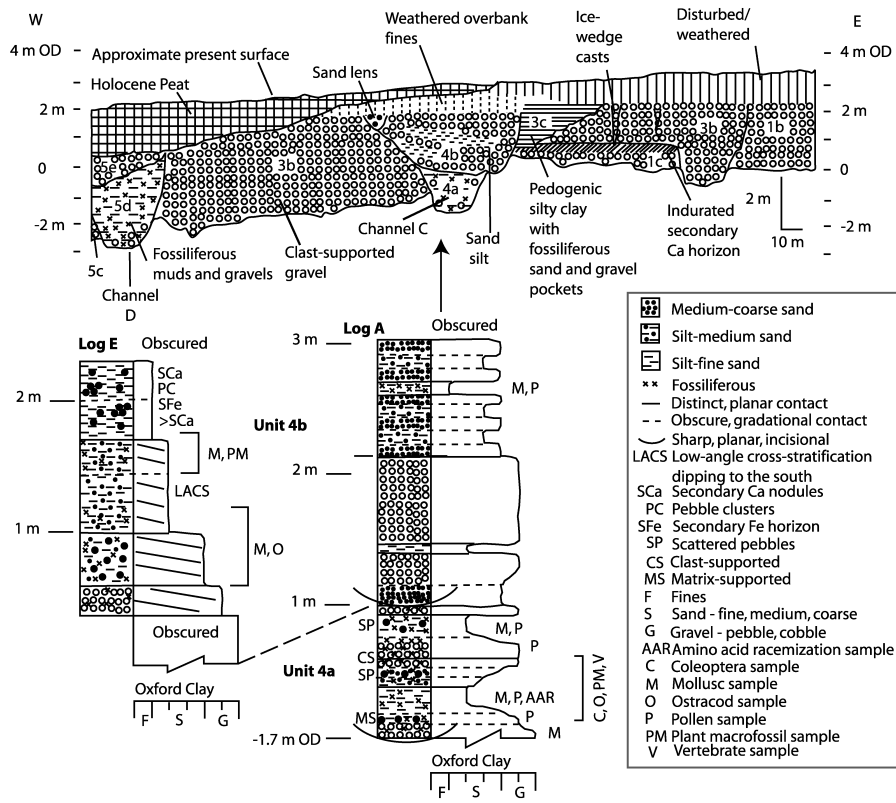 W
E
4 m OD
2 m
0
-2 m
4 m OD
2 m
0
-2 m
Approximate present surface
Holocene Peat
Sand lens
Weathered overbank
fines
Ice-
wedge
casts
Disturbed/
weathered
3b
4b
4a
3c
1c
3b
1b
5d
5c
Channel
D
Fossiliferous
muds and gravels
Clast-supported
gravel
Channel C
Sand
silt
Pedogenic
silty clay
with
fossiliferous
sand and gravel
pockets
Indurated
secondary
Ca horizon
2 m
10 m
Log E
Obscured
2 m
1 m
SCa
PC
SFe
>SCa
M, PM
LACS
M, O
Obscured
Oxford Clay
F S G
Log A
Obscured
3 m
Unit 4b
2 m
1 m
Unit 4a
-1.7 m OD
M, P
SP
CS
SP
MS
M, P
P
M, P, AAR
P
M
C, O, PM, V
Oxford Clay
F S G
Medium-coarse sand
Silt-medium sand
Silt-fine sand
Fossiliferous
Distinct, planar contact
Obscure, gradational contact
Sharp, planar, incisional
LACS Low-angle cross-stratification
dipping to the south
SCa Secondary Ca nodules
PC Pebble clusters
SFe Secondary Fe horizon
SP Scattered pebbles
CS Clast-supported
MS Matrix-supported
F Fines
S Sand - fine, medium, coarse
G Gravel - pebble, cobble
AAR Amino acid racemization sample
C Coleoptera sample
M Mollusc sample
O Ostracod sample
P Pollen sample
PM Plant macrofossil sample
V Vertebrate sample